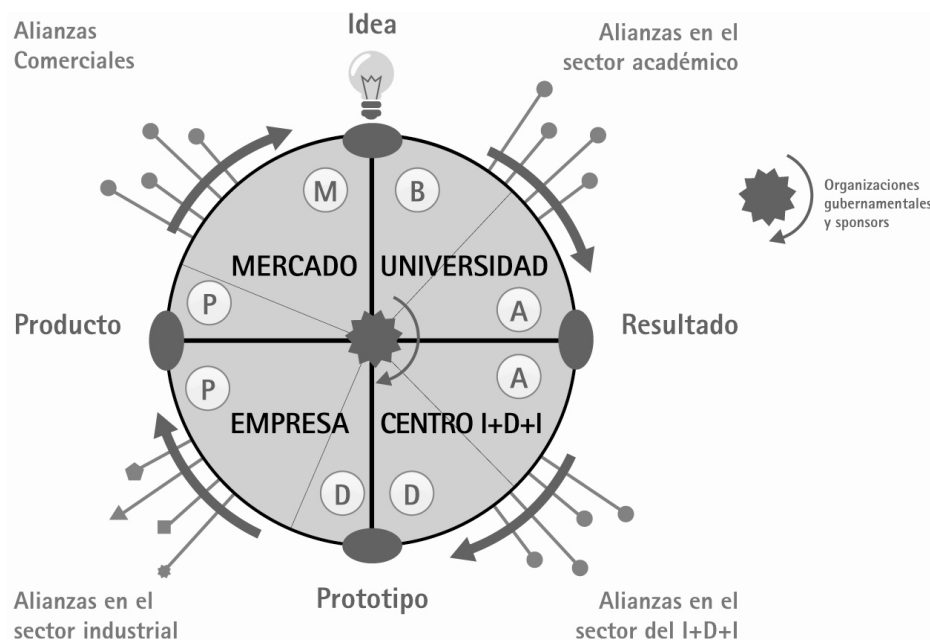 Alianzas
Comerciales
Idea
Alianzas en el
sector académico
Organizaciones
gubernamentales
y sponsors
M
B
MERCADO
UNIVERSIDAD
P
A
Producto
Resultado
P
A
EMPRESA
CENTRO I+D+I
D
D
Prototipo
Alianzas en el
sector industrial
Alianzas en el
sector del I+D+I